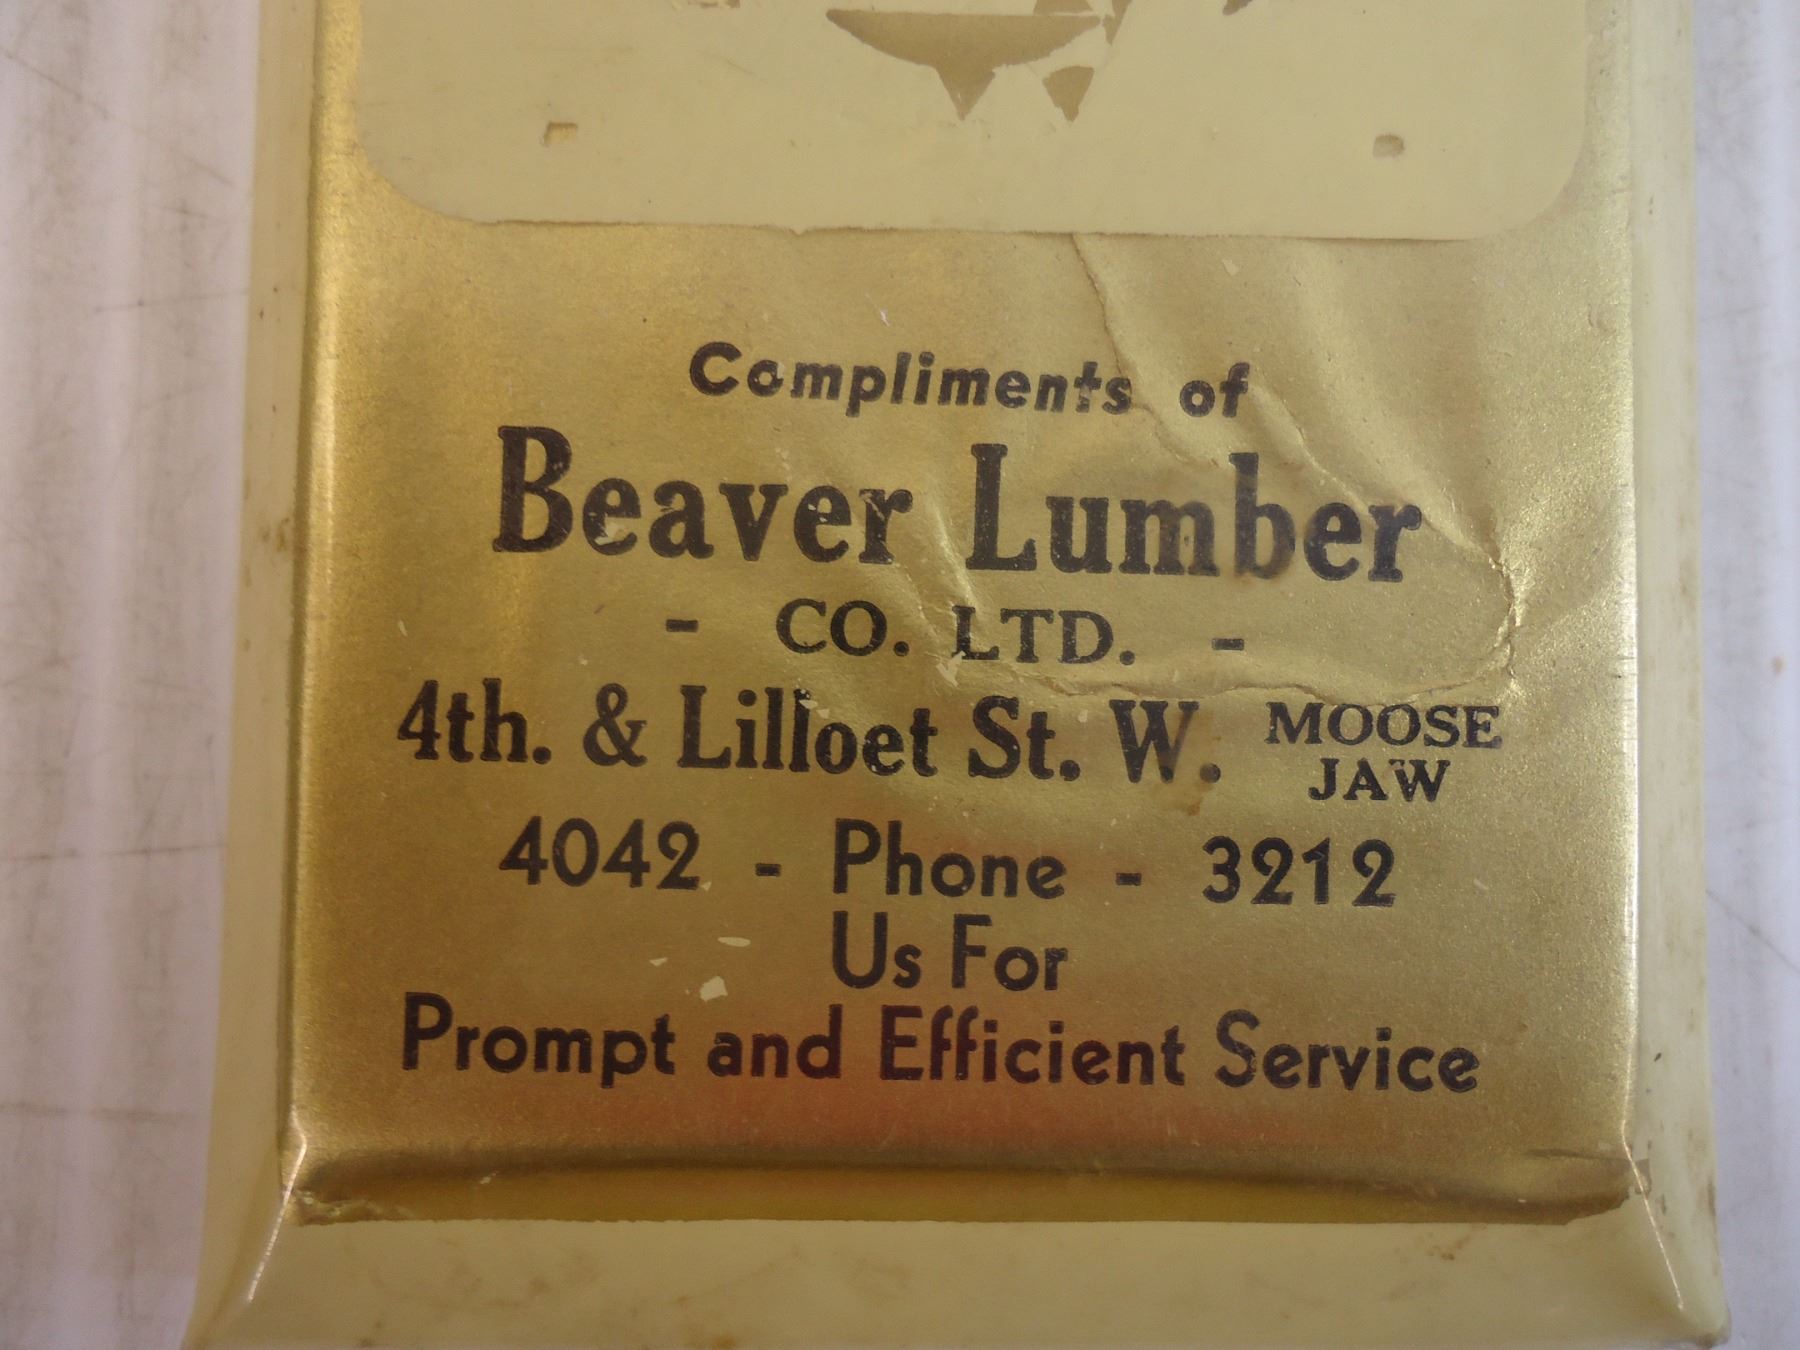 Compliments of
Beaver Lumber
- CO. LTD. -
4th. & Lilloet St. W. MOOSE JAW
4042 - Phone - 3212
Us For
Prompt and Efficient Service